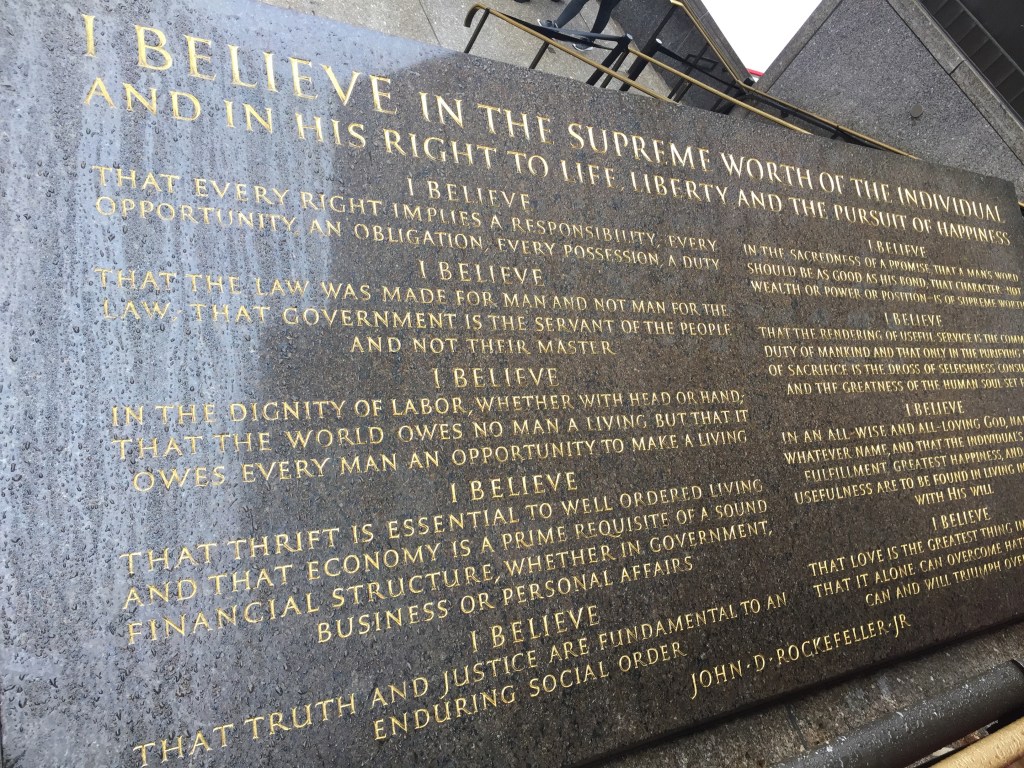 I BELIEVE IN THE SUPREME WORTH OF THE INDIVIDUAL
AND IN HIS RIGHT TO LIFE, LIBERTY AND THE PURSUIT OF HAPPINESS
I BELIEVE
THAT EVERY RIGHT IMPLIES A RESPONSIBILITY, EVERY
OPPORTUNITY, AN OBLIGATION, EVERY POSSESSION, A DUTY
I BELIEVE
THAT THE LAW WAS MADE FOR MAN AND NOT MAN FOR THE
LAW; THAT GOVERNMENT IS THE SERVANT OF THE PEOPLE
AND NOT THEIR MASTER
I BELIEVE
IN THE DIGNITY OF LABOR, WHETHER WITH HEAD OR HAND;
THAT THE WORLD OWES NO MAN A LIVING BUT THAT IT
OWES EVERY MAN AN OPPORTUNITY TO MAKE A LIVING
I BELIEVE
THAT THRIFT IS ESSENTIAL TO WELL ORDERED LIVING
AND THAT ECONOMY IS A PRIME REQUISITE OF A SOUND
FINANCIAL STRUCTURE, WHETHER IN GOVERNMENT,
BUSINESS OR PERSONAL AFFAIRS
I BELIEVE
THAT TRUTH AND JUSTICE ARE FUNDAMENTAL TO AN
ENDURING SOCIAL ORDER
I BELIEVE
IN THE SACREDNESS OF A PROMISE, THAT A MAN'S WORD
SHOULD BE AS GOOD AS HIS BOND, THAT CHARACTER–NOT
WEALTH OR POWER OR POSITION–IS OF SUPREME
I BELIEVE
THAT THE RENDERING OF USEFUL SERVICE IS THE
DUTY OF MANKIND AND THAT ONLY IN THE PURIFYING
OF SACRIFICE IS THE DROSS OF SELFISHNESS
AND THE GREATNESS OF THE HUMAN SOUL SET
I BELIEVE
IN AN ALL-WISE AND ALL-LOVING GOD,
WHATEVER NAME, AND THAT THE INDIVIDUAL'S
FULFILLMENT, GREATEST HAPPINESS, AND
USEFULNESS ARE TO BE FOUND IN LIVING IN
WITH HIS WILL
I BELIEVE
THAT LOVE IS THE GREATEST THING IN
THAT IT ALONE CAN OVERCOME
CAN AND WILL TRIUMPH
JOHN·D·ROCKEFELLER·JR